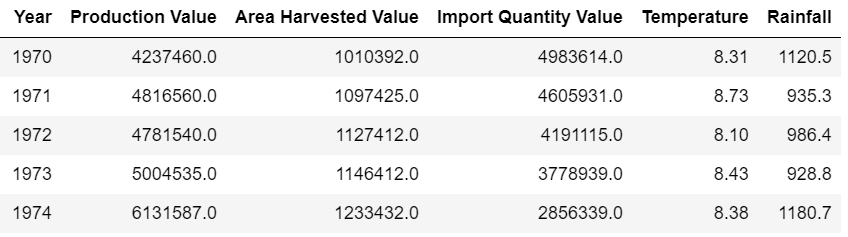 Year Production Value Area Harvested Value Import Quantity Value Temperature Rainfall
1970 4237460.0 1010392.0 4983614.0 8.31 1120.5
1971 4816560.0 1097425.0 4605931.0 8.73 935.3
1972 4781540.0 1127412.0 4191115.0 8.10 986.4
1973 5004535.0 1146412.0 3778939.0 8.43 928.8
1974 6131587.0 1233432.0 2856339.0 8.38 1180.7